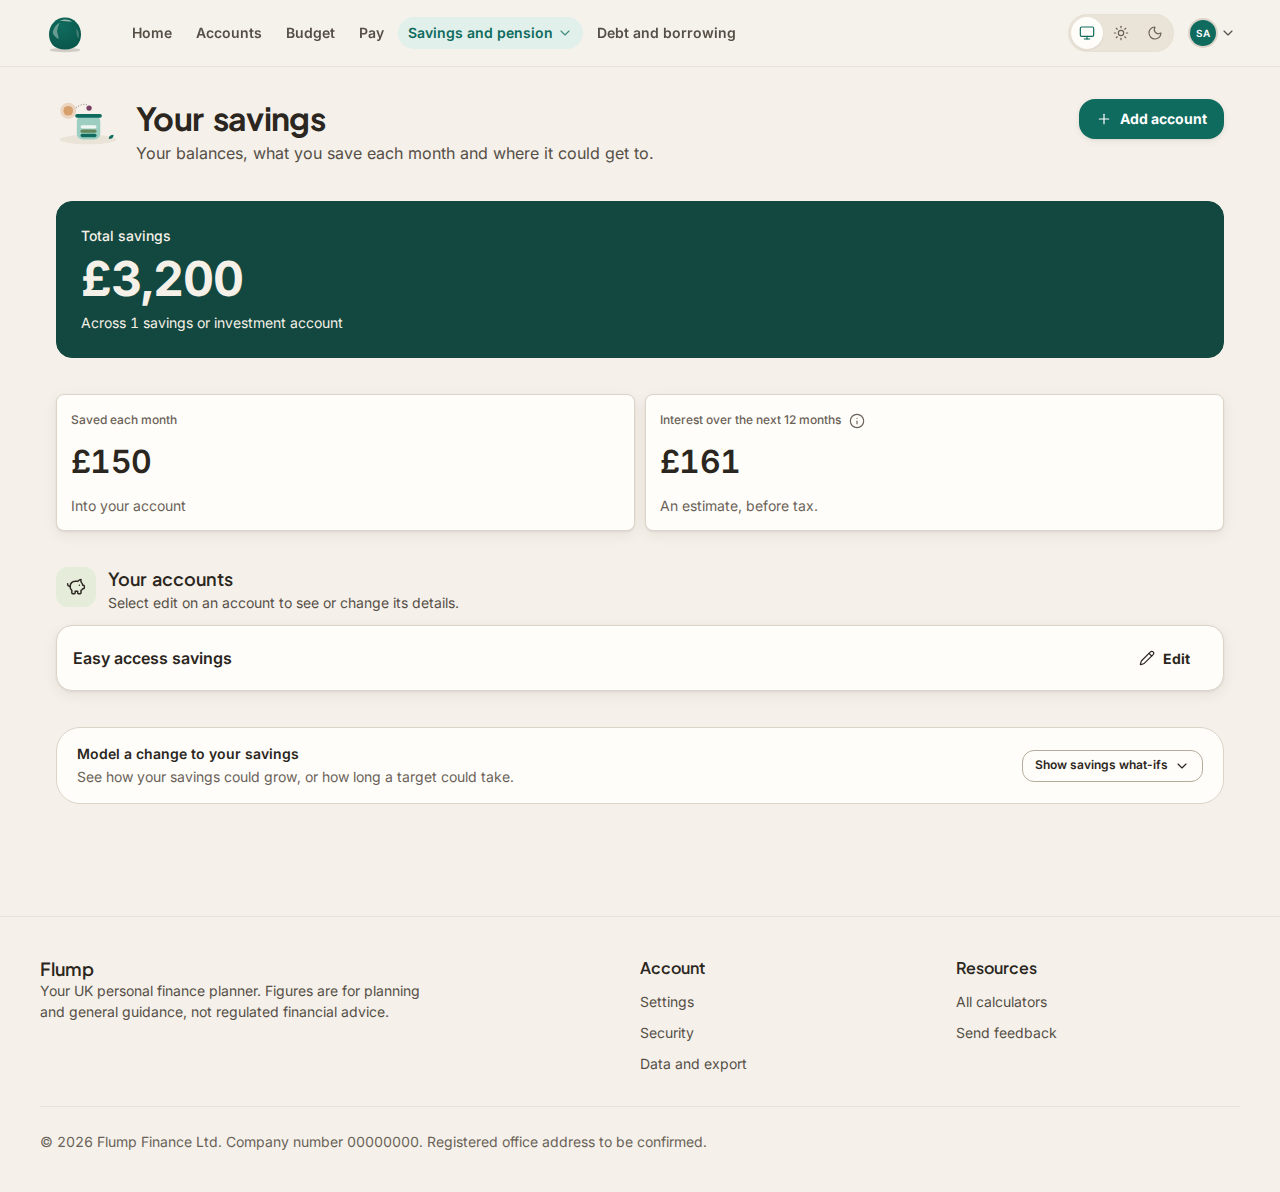 Home
Accounts
Budget
Pay
Savings and pension
Debt and borrowing
SA
Your savings
Your balances, what you save each month and where it could get to.
Add account
Total savings
£3,200
Across 1 savings or investment account
Saved each month
£150
Into your account
Interest over the next 12 months
£161
An estimate, before tax.
Your accounts
Select edit on an account to see or change its details.
Easy access savings
Edit
Model a change to your savings
See how your savings could grow, or how long a target could take.
Show savings what-ifs
Flump
Your UK personal finance planner. Figures are for planning
and general guidance, not regulated financial advice.
Account
Settings
Security
Data and export
Resources
All calculators
Send feedback
© 2026 Flump Finance Ltd. Company number 00000000. Registered office address to be confirmed.